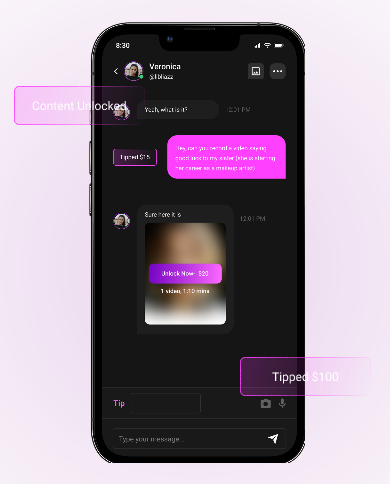 8:30
Veronica
@libliazz
Content Unlocked
Yeah, what is it?
12:01 PM
Tipped $15
Hey, can you record a video saying
good luck to my sister (she is starting
her career as a makeup artist)
Sure here it is
12:01 PM
Unlock Now- $20
1 video, 1:10 mins
Tipped $100
Tip
Type your message...